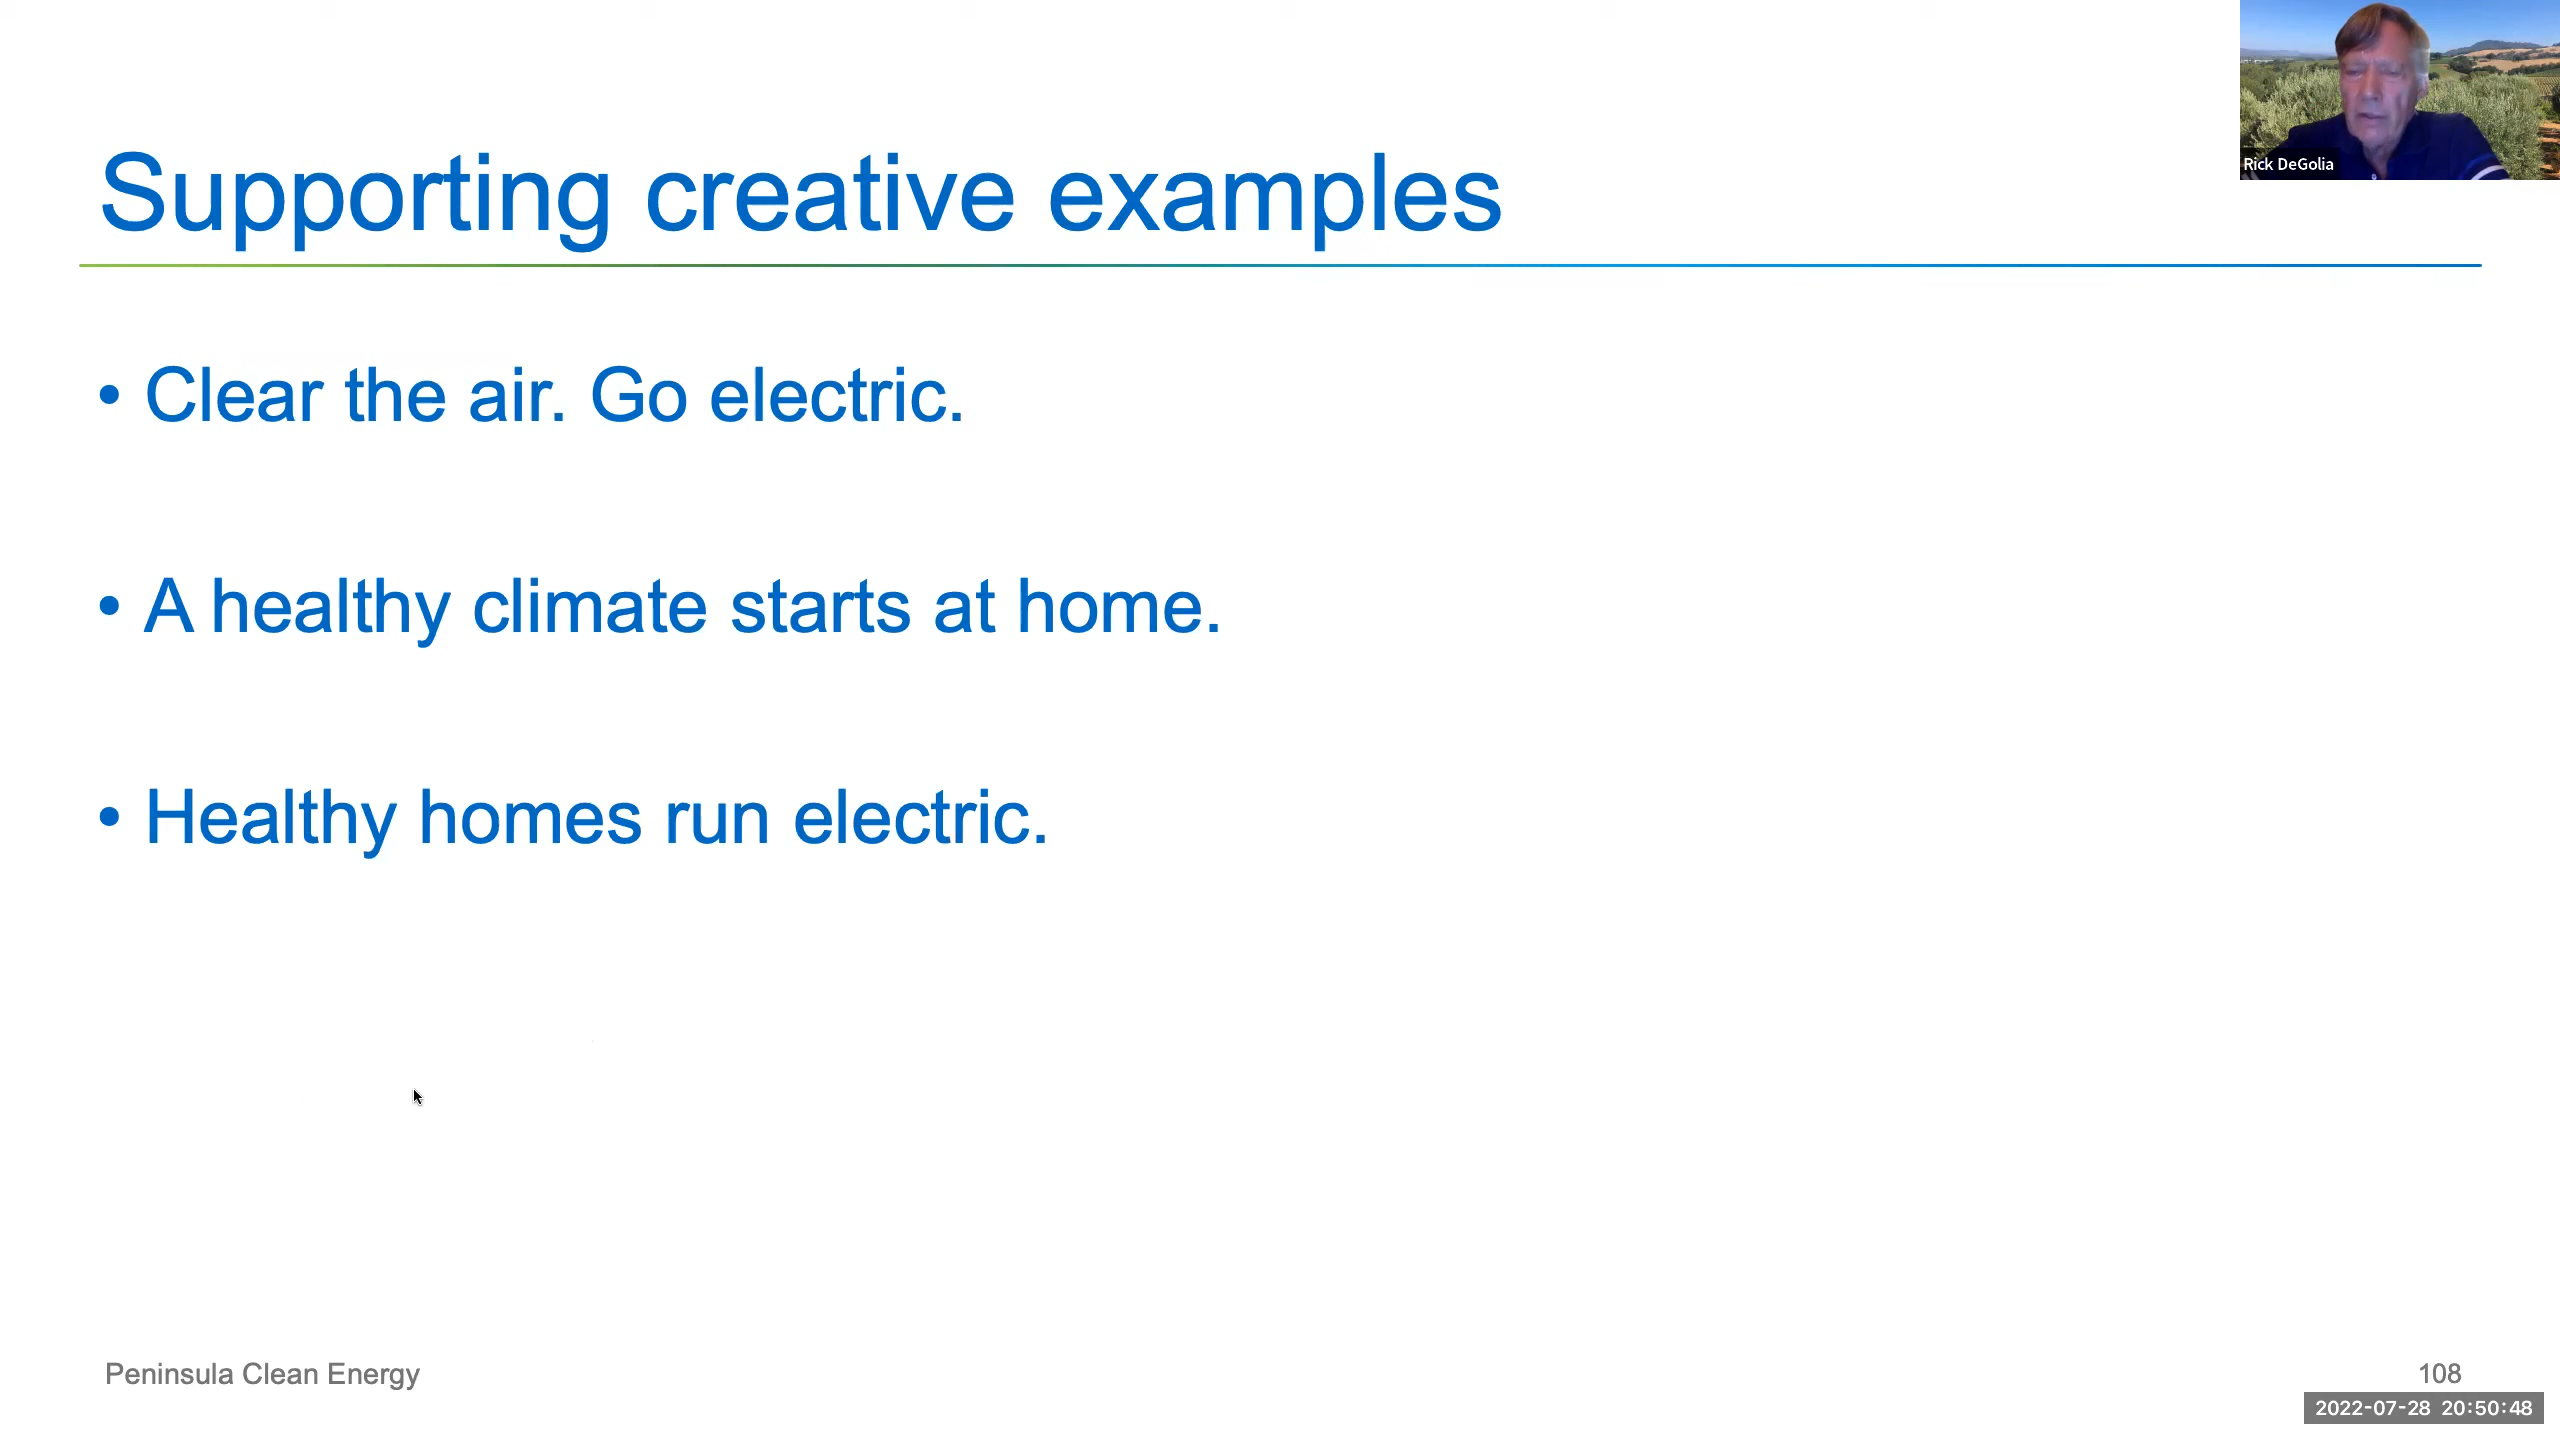 Rick DeGolia
Supporting creative examples
• Clear the air. Go electric.
• A healthy climate starts at home.
• Healthy homes run electric.
Peninsula Clean Energy
108
2022-07-28 20:50:48